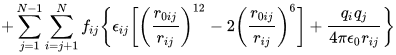 $+ \sum_{j=1}^{N-1} \sum_{i=j+1}^{N} f_{ij} \left\{ \epsilon_{ij} \left[ \left( \frac{r_{0ij}}{r_{ij}} \right)^{12} - 2 \left( \frac{r_{0ij}}{r_{ij}} \right)^{6} \right] + \frac{q_i q_j}{4\pi\epsilon_0 r_{ij}} \right\}$